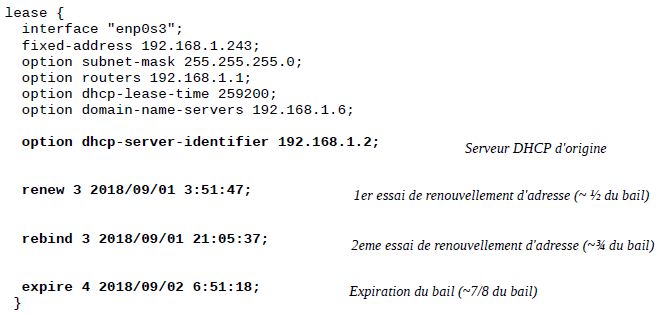 lease {
interface "enp0s3";
fixed-address 192.168.1.243;
option subnet-mask 255.255.255.0;
option routers 192.168.1.1;
option dhcp-lease-time 259200;
option domain-name-servers 192.168.1.6;
option dhcp-server-identifier 192.168.1.2; Serveur DHCP d'origine
renew 3 2018/09/01 3:51:47; 1er essai de renouvellement d'adresse (~ ½ du bail)
rebind 3 2018/09/01 21:05:37; 2eme essai de renouvellement d'adresse (~¾ du bail)
expire 4 2018/09/02 6:51:18; Expiration du bail (~7/8 du bail)
}